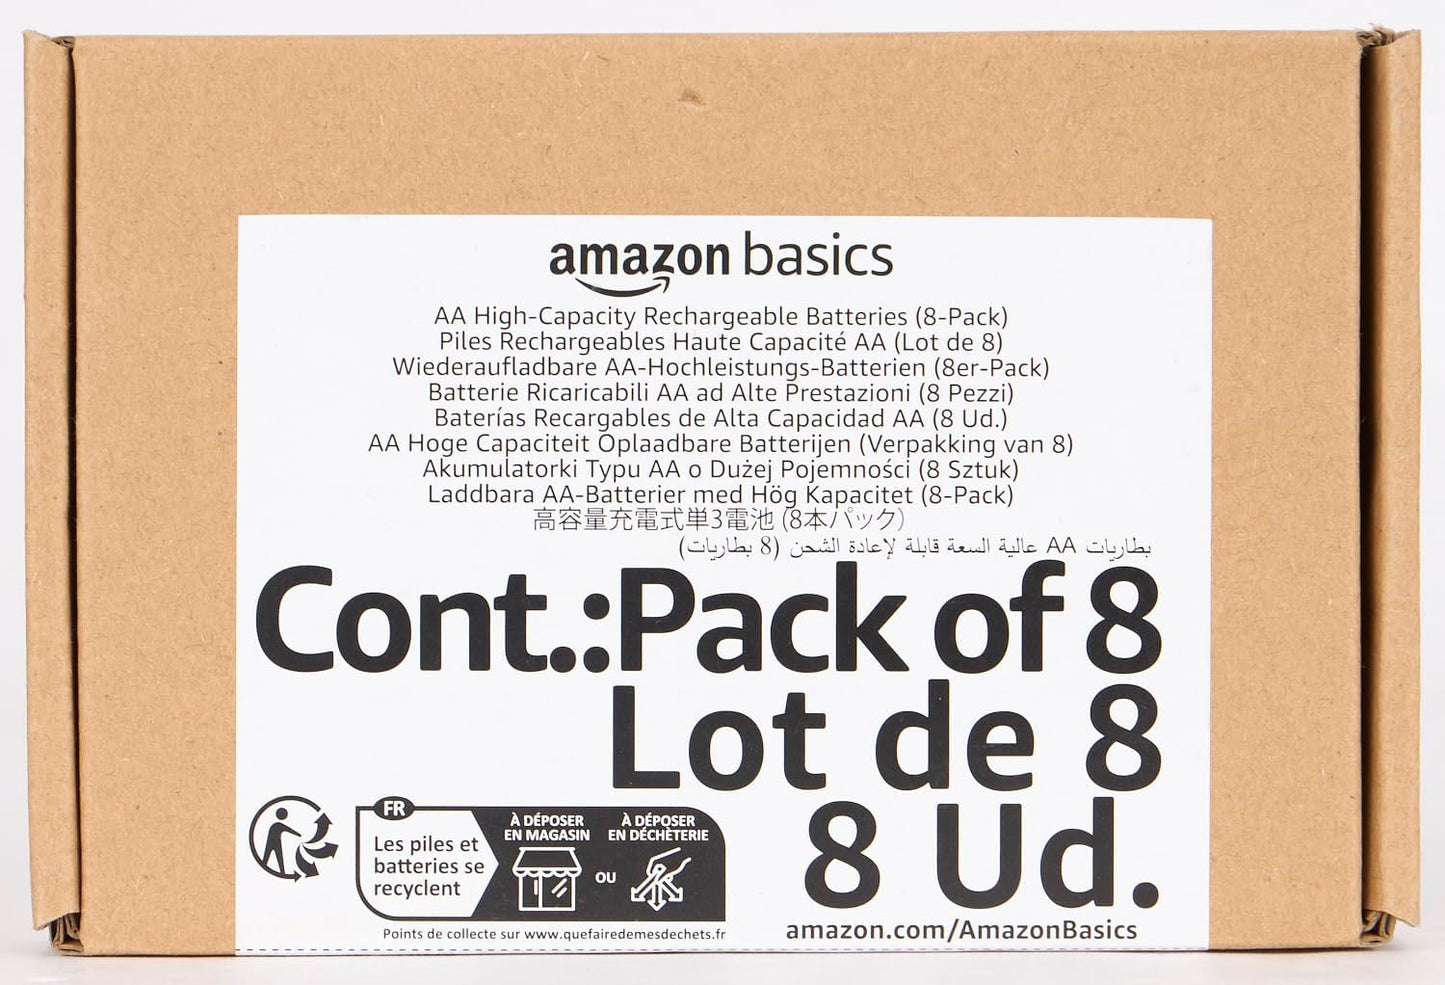 amazon basics
AA High-Capacity Rechargeable Batteries (8-Pack)
Piles Rechargeables Haute Capacité AA (Lot de 8)
Wiederaufladbare AA-Hochleistungs-Batterien (8er-Pack)
Batterie Ricaricabili AA ad Alte Prestazioni (8 Pezzi)
Baterías Recargables de Alta Capacidad AA (8 Ud.)
AA Hoge Capaciteit Oplaadbare Batterijen (Verpakking van 8)
Akumulatorki Typu AA o Dużej Pojemności (8 Sztuk)
Laddbara AA-Batterier med Hög Kapacitet (8-Pack)
高容量充電式単3電池 (8本パック)
بطاريات AA عالية السعة قابلة لإعادة الشحن (8 بطاريات)
Cont.:Pack of 8
Lot de 8
8 Ud.
FR
Les piles et
batteries se
recyclent
À DÉPOSER
EN MAGASIN
OU
À DÉPOSER
EN DÉCHÈTERIE
Points de collecte sur www.quefairedemesdechets.fr
amazon.com/AmazonBasics